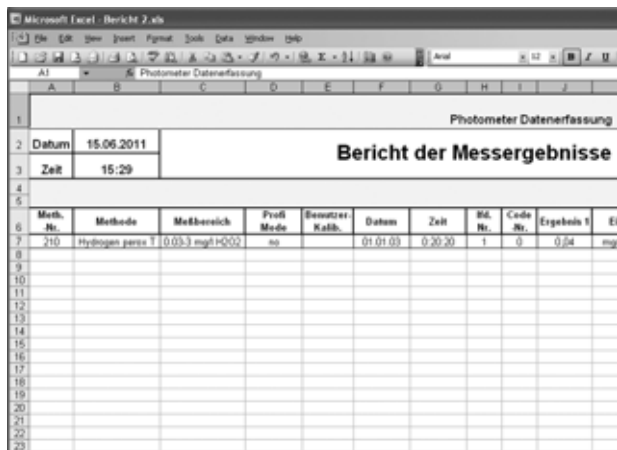 Microsoft Excel - Bericht 2.xls
File Edit View Insert Format Tools Data Window Help
Arial 12 B I U
A1 fx Photometer Datenerfassung
A B C D E F G H I J
1 Photometer Datenerfassung
2 Datum 15.06.2011 Bericht der Messergebnisse
3 Zeit 15:29
4
5
6 Meth. -Nr. Methode Meßbereich Profi Mode Benutzer- Kalib. Datum Zeit lfd. Nr. Code -Nr. Ergebnis 1 Ei
7 210 Hydrogen perox T 0.03-3 mg/l H2O2 no 01.01.03 0:20:20 1 0 0,04 mg
8
9
10
11
12
13
14
15
16
17
18
19
20
21
22
23